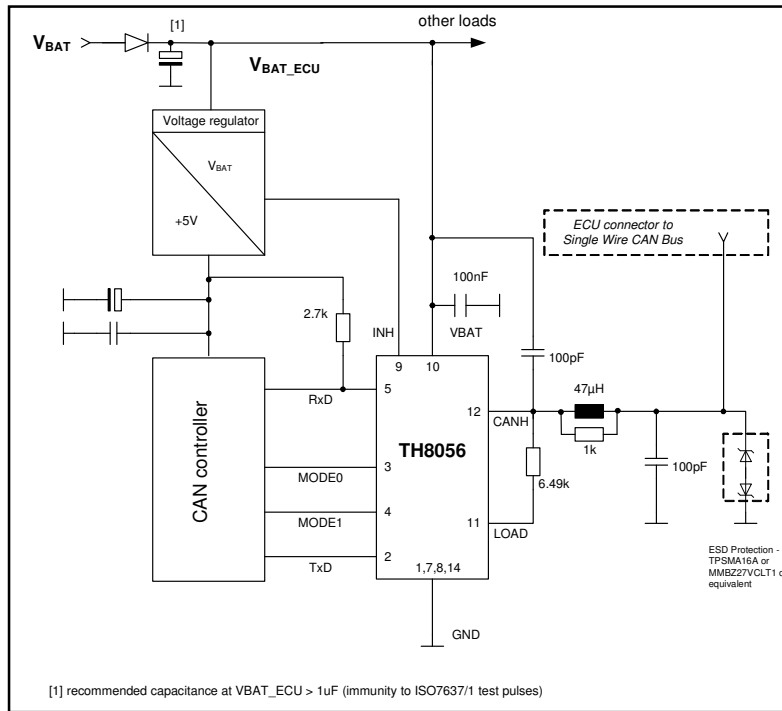 [1]
other loads
VBAT
VBAT_ECU
Voltage regulator
VBAT
+5V
ECU connector to
Single Wire CAN Bus
100nF
2.7k
INH
VBAT
100pF
9
10
47µH
5
RxD
12
CANH
1k
TH8056
CAN controller
3
MODE0
6.49k
100pF
4
MODE1
11
LOAD
2
TxD
1,7,8,14
ESD Protection -
TPSMA16A or
MMBZ27VCLT1 o
equivalent
GND
[1] recommended capacitance at VBAT_ECU > 1uF (immunity to ISO7637/1 test pulses)